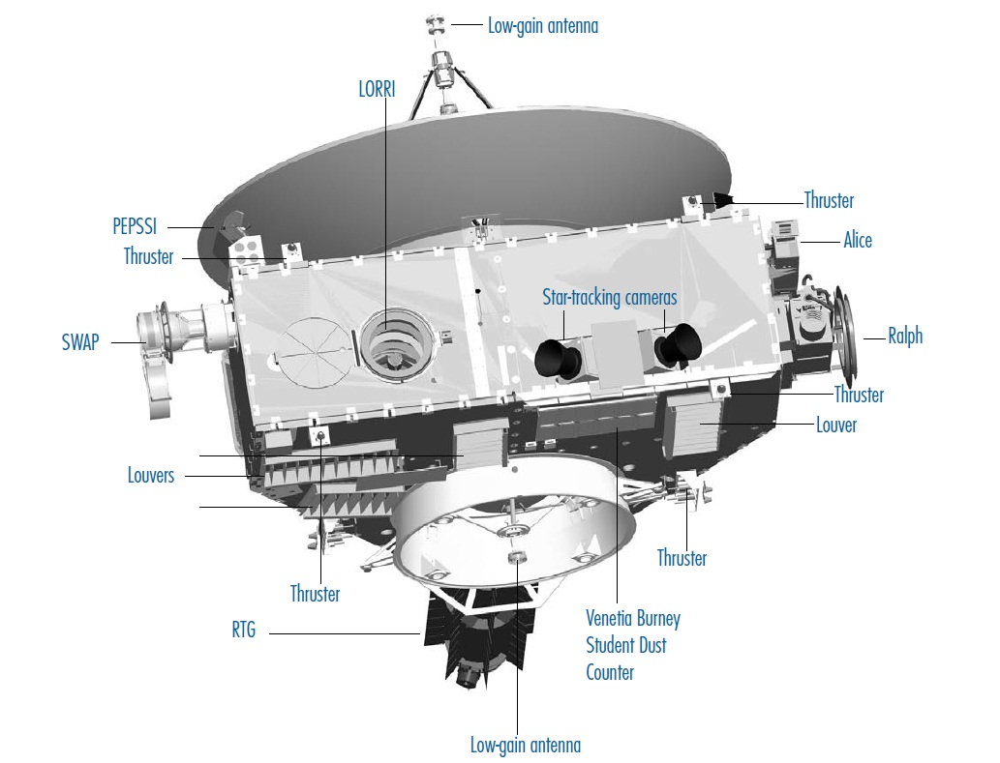 Low-gain antenna
LORRI
Thruster
PEPSSI
Alice
Thruster
Star-tracking cameras
SWAP
Ralph
Thruster
Louver
Louvers
Thruster
Thruster
Venetia Burney
Student Dust
Counter
RTG
Low-gain antenna